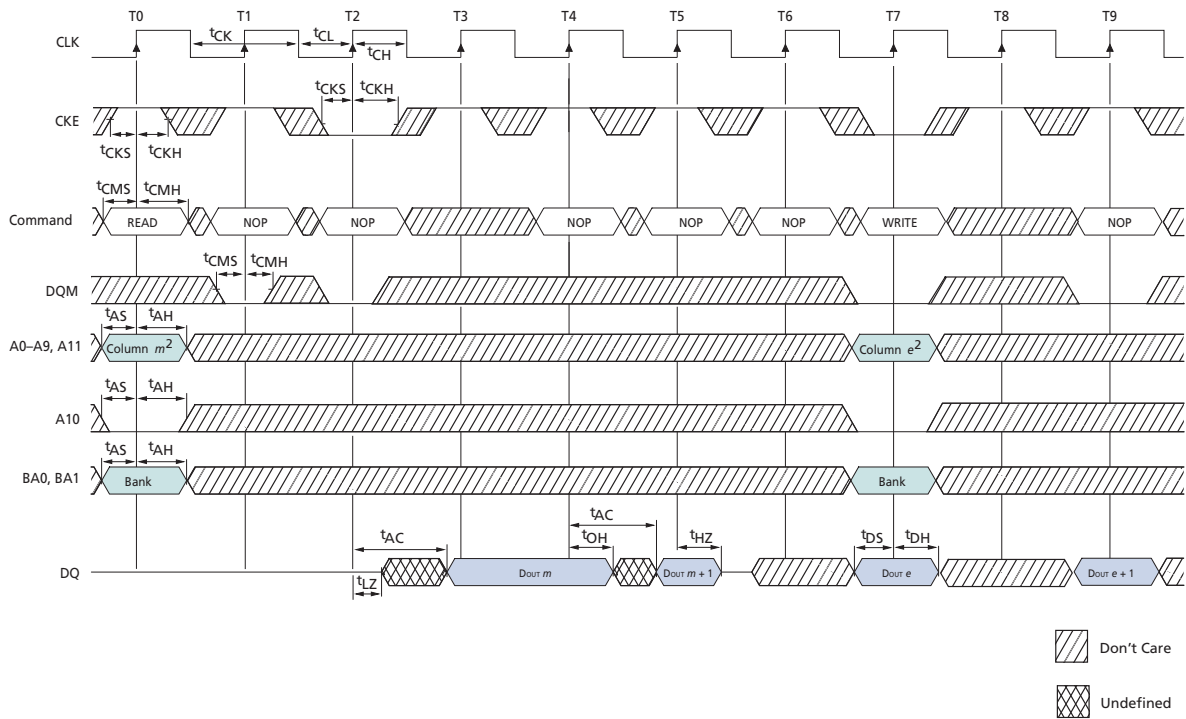 T0 T1 T2 T3 T4 T5 T6 T7 T8 T9
CLK
tCK tCL
tCH
tCKS tCKH
CKE
tCKS tCKH
tCMS tCMH
Command READ NOP NOP NOP NOP NOP WRITE NOP
tCMS tCMH
DQM
tAS tAH
A0–A9, A11 Column m2 Column e2
tAS tAH
A10
tAS tAH
BA0, BA1 Bank Bank
tAC
tAC tOH tHZ tDS tDH
DQ DOUT m DOUT m + 1 DOUT e DOUT e + 1
tLZ
Don't Care
Undefined